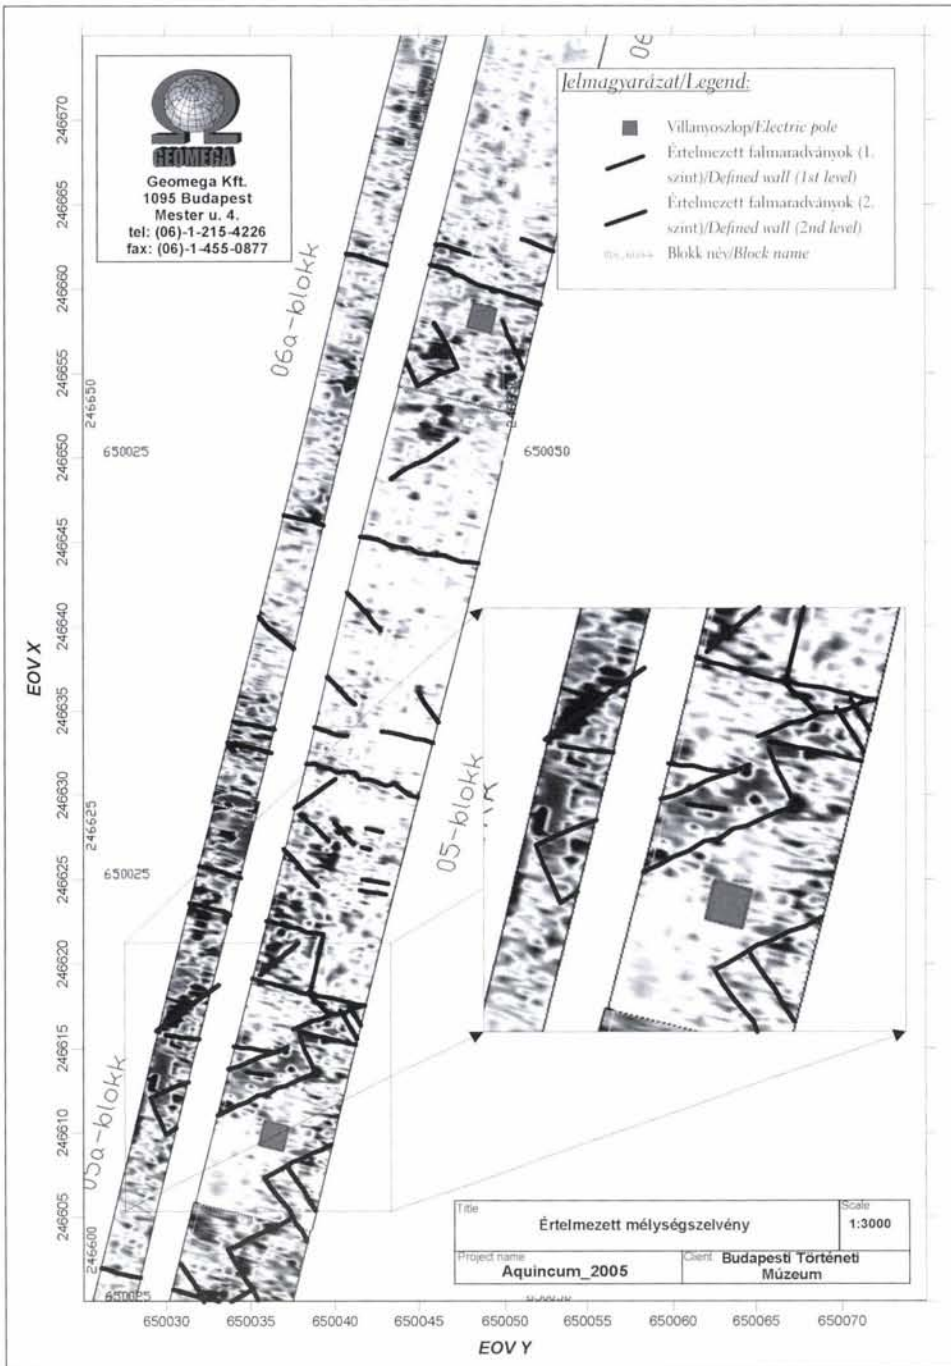 GEOMEGA
Geomega Kft.
1095 Budapest
Mester u. 4.
tel: (06)-1-215-4226
fax: (06)-1-455-0877
Jelmagyarázat/Legend:
Villanyoszlop/Electric pole
Értelmezett falmaradványok (1.
szint)/Defined wall (1st level)
Értelmezett falmaradványok (2.
szint)/Defined wall (2nd level)
Blokk név/Block name
06
06a-blokk
05-blokk
05a-blokk
246650
650025
650050
246625
650025
246600
650025
EOV X
246670
246665
246660
246655
246650
246645
246640
246635
246630
246625
246620
246615
246610
246605
650030
650035
650040
650045
650050
650055
650060
650065
650070
EOV Y
Title
Értelmezett mélységszelvény
Scale
1:3000
Project name
Aquincum_2005
Client
Budapesti Történeti
Múzeum